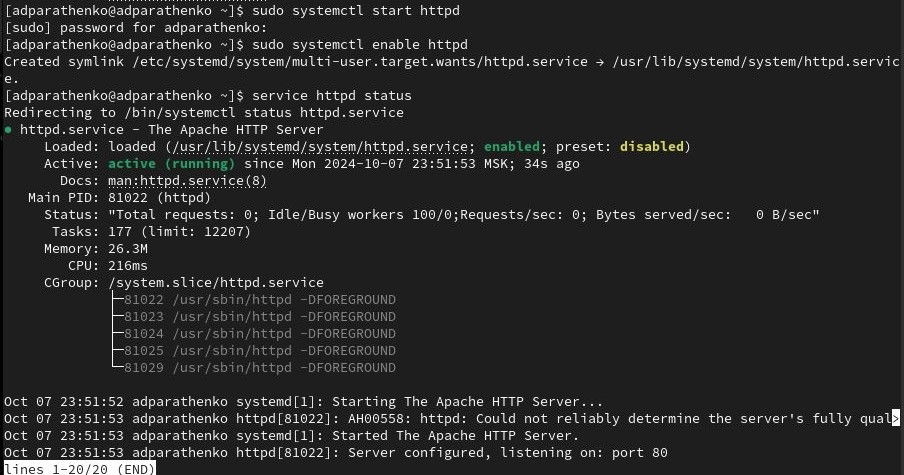 [adparathenko@adparathenko ~]$ sudo systemctl start httpd
[sudo] password for adparathenko:
[adparathenko@adparathenko ~]$ sudo systemctl enable httpd
Created symlink /etc/systemd/system/multi-user.target.wants/httpd.service → /usr/lib/systemd/system/httpd.servic
e.
[adparathenko@adparathenko ~]$ service httpd status
Redirecting to /bin/systemctl status httpd.service
● httpd.service - The Apache HTTP Server
     Loaded: loaded (/usr/lib/systemd/system/httpd.service; enabled; preset: disabled)
     Active: active (running) since Mon 2024-10-07 23:51:53 MSK; 34s ago
       Docs: man:httpd.service(8)
   Main PID: 81022 (httpd)
     Status: "Total requests: 0; Idle/Busy workers 100/0;Requests/sec: 0; Bytes served/sec:   0 B/sec"
      Tasks: 177 (limit: 12207)
     Memory: 26.3M
        CPU: 216ms
     CGroup: /system.slice/httpd.service
             ├─81022 /usr/sbin/httpd -DFOREGROUND
             ├─81023 /usr/sbin/httpd -DFOREGROUND
             ├─81024 /usr/sbin/httpd -DFOREGROUND
             ├─81025 /usr/sbin/httpd -DFOREGROUND
             └─81029 /usr/sbin/httpd -DFOREGROUND

Oct 07 23:51:52 adparathenko systemd[1]: Starting The Apache HTTP Server...
Oct 07 23:51:53 adparathenko httpd[81022]: AH00558: httpd: Could not reliably determine the server's fully qual>
Oct 07 23:51:53 adparathenko systemd[1]: Started The Apache HTTP Server.
Oct 07 23:51:53 adparathenko httpd[81022]: Server configured, listening on: port 80
lines 1-20/20 (END)